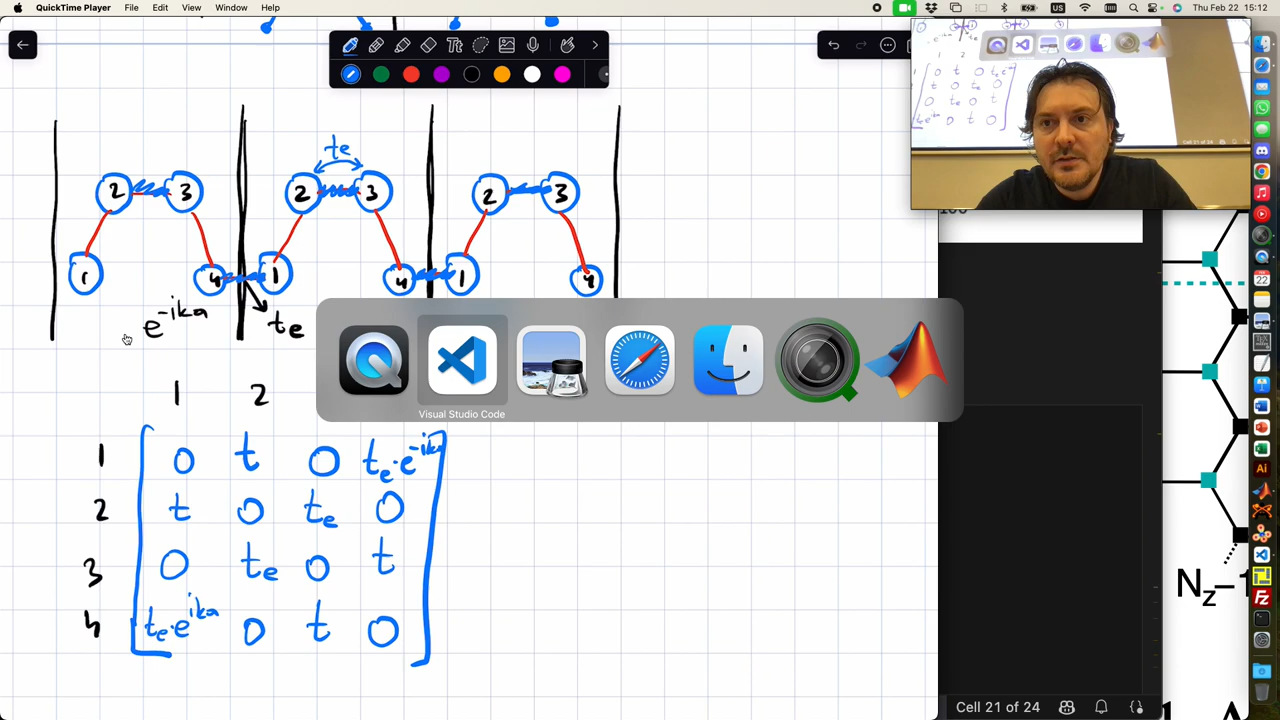 QuickTime Player File Edit View Window Help
Thu Feb 22 15:12
te
2 3 2 3 2 3
1 4 1 4 1 4
e^-ika
te
Visual Studio Code
1 2
1 0 t 0 te·e^-ika
2 t 0 te 0
3 0 te 0 t
4 te·e^ika 0 t 0
Nz-1
Cell 21 of 24